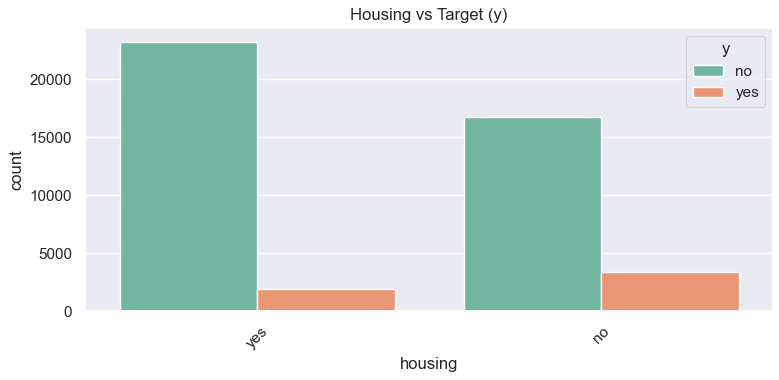 Housing vs Target (y)
y
no
yes
20000
15000
10000
5000
0
count
yes
no
housing